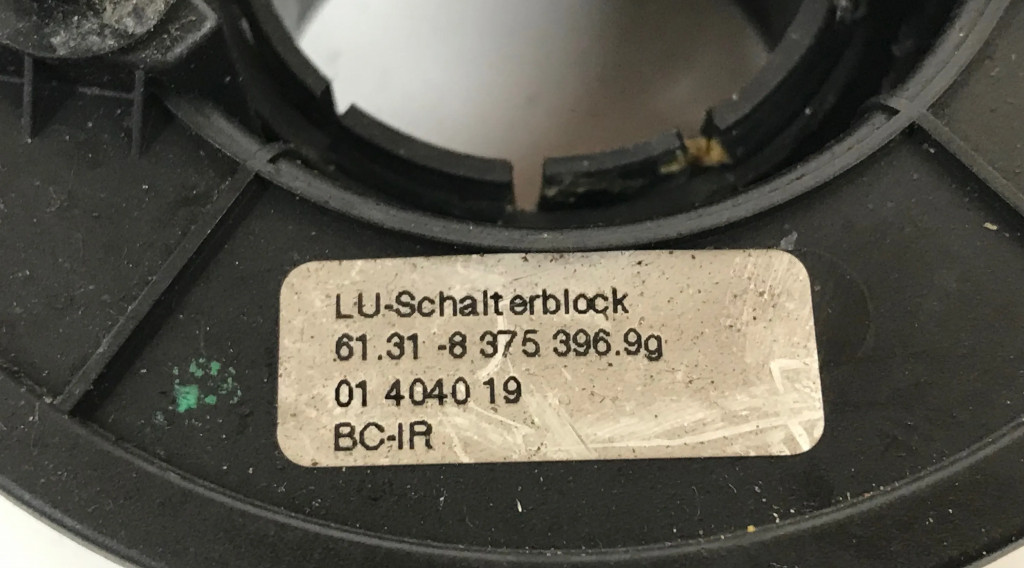 LU-Schalterblock
61.31 -8 375 396.9g
01 4040 19
BC-IR